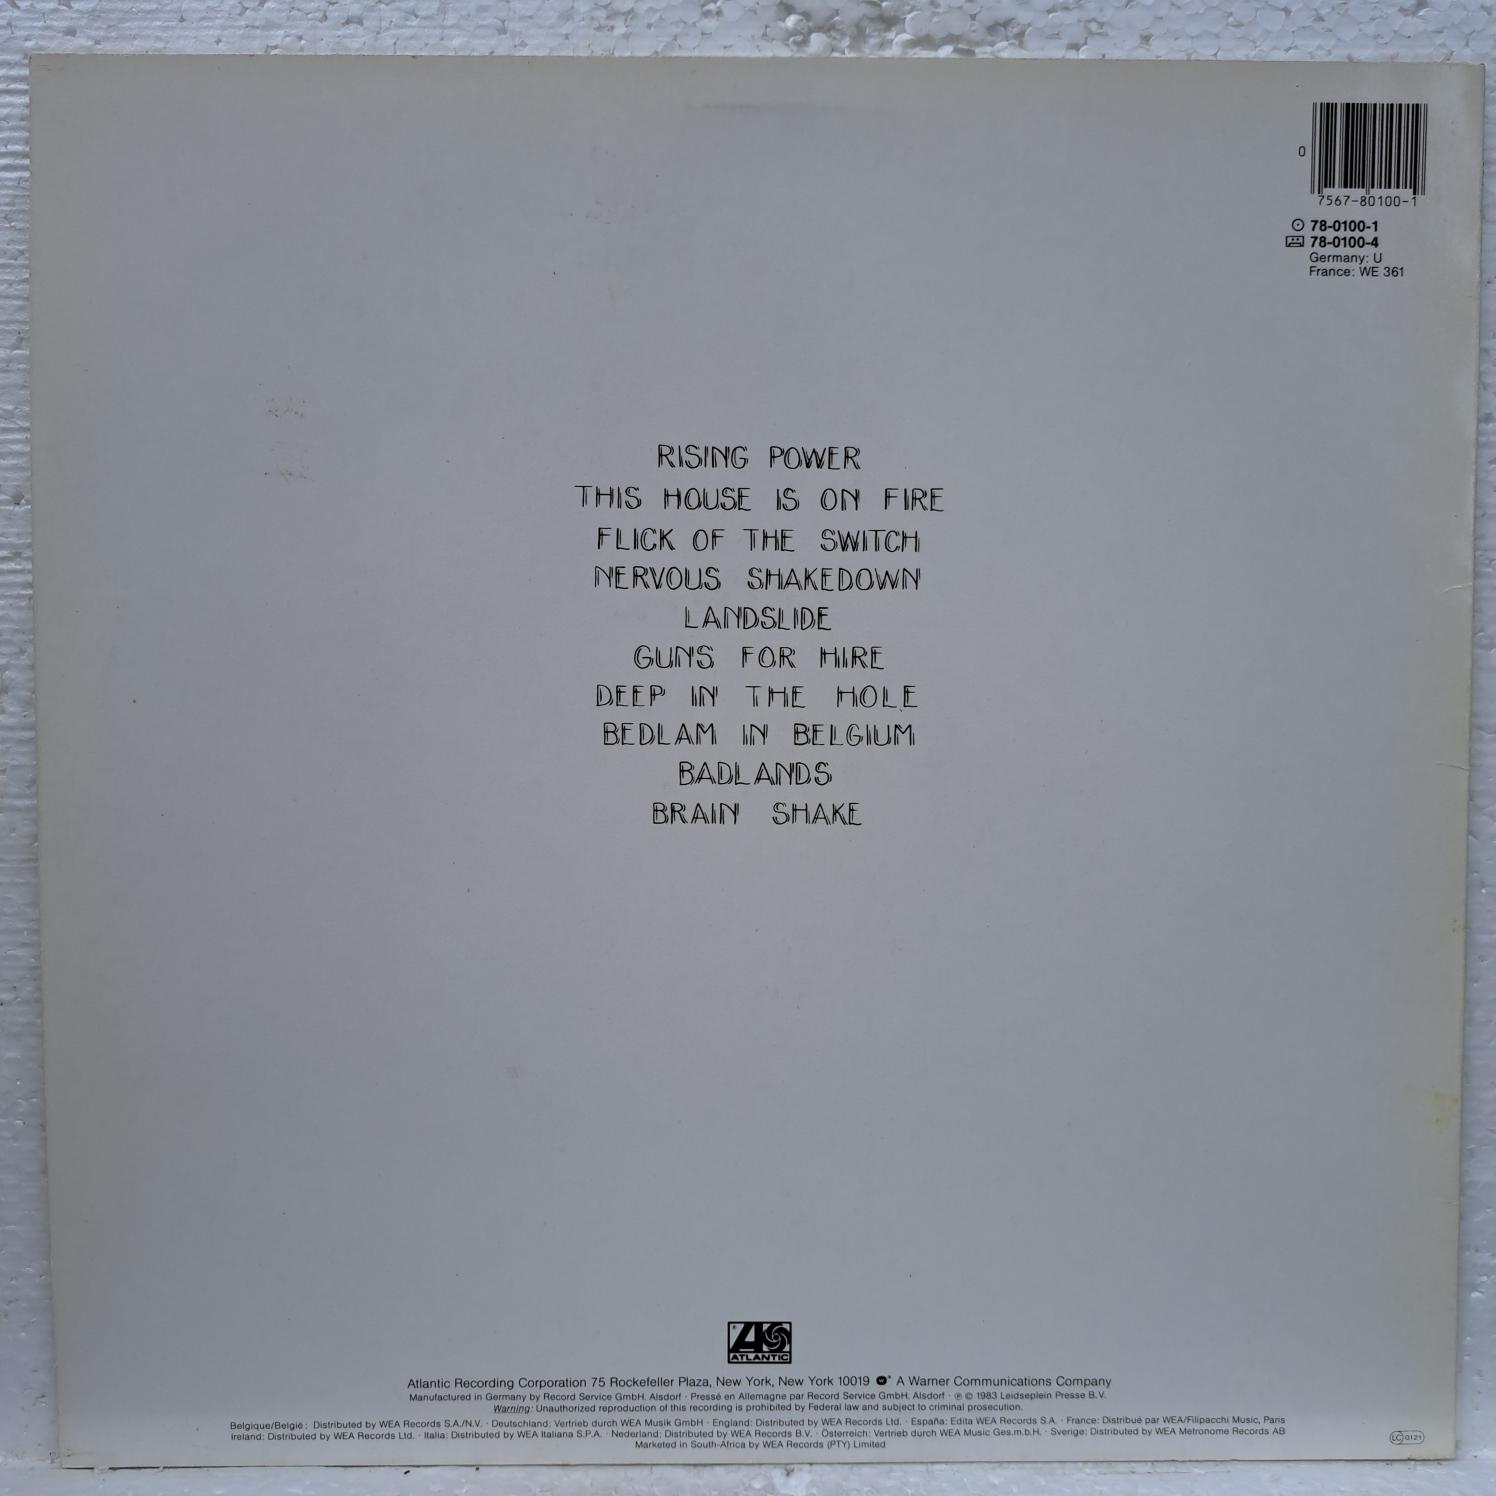 0
7567-80100-1
78-0100-1
78-0100-4
Germany: U
France: WE 361
RISING POWER
THIS HOUSE IS ON FIRE
FLICK OF THE SWITCH
NERVOUS SHAKEDOWN
LANDSLIDE
GUNS FOR HIRE
DEEP IN THE HOLE
BEDLAM IN BELGIUM
BADLANDS
BRAIN SHAKE
ATLANTIC
Atlantic Recording Corporation 75 Rockefeller Plaza, New York, New York 10019 A Warner Communications Company
Manufactured in Germany by Record Service GmbH. Alsdorf · Pressé en Allemagne par Record Service GmbH. Alsdorf · ℗ © 1983 Leidseplein Presse B.V.
Warning: Unauthorized reproduction of this recording is prohibited by Federal law and subject to criminal prosecution.
Belgique/België: Distributed by WEA Records S.A./N.V. · Deutschland: Vertrieb durch WEA Musik GmbH · England: Distributed by WEA Records Ltd. · España: Edita WEA Records S.A. · France: Distribué par WEA/Filipacchi Music, Paris
Ireland: Distributed by WEA Records Ltd. · Italia: Distributed by WEA Italiana S.P.A. · Nederland: Distributed by WEA Records B.V. · Österreich: Vertrieb durch WEA Music Ges.m.b.H. · Sverige: Distributed by WEA Metronome Records AB
Marketed in South-Africa by WEA Records (PTY) Limited
LC 0121